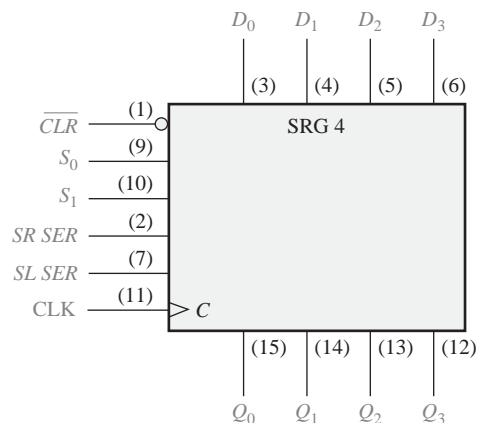 D₀ D₁ D₂ D₃
(3) (4) (5) (6)
(1)
C̅L̅R̅ SRG 4
(9)
S₀
(10)
S₁
(2)
SR SER
(7)
SL SER
(11)
CLK C
(15) (14) (13) (12)
Q₀ Q₁ Q₂ Q₃